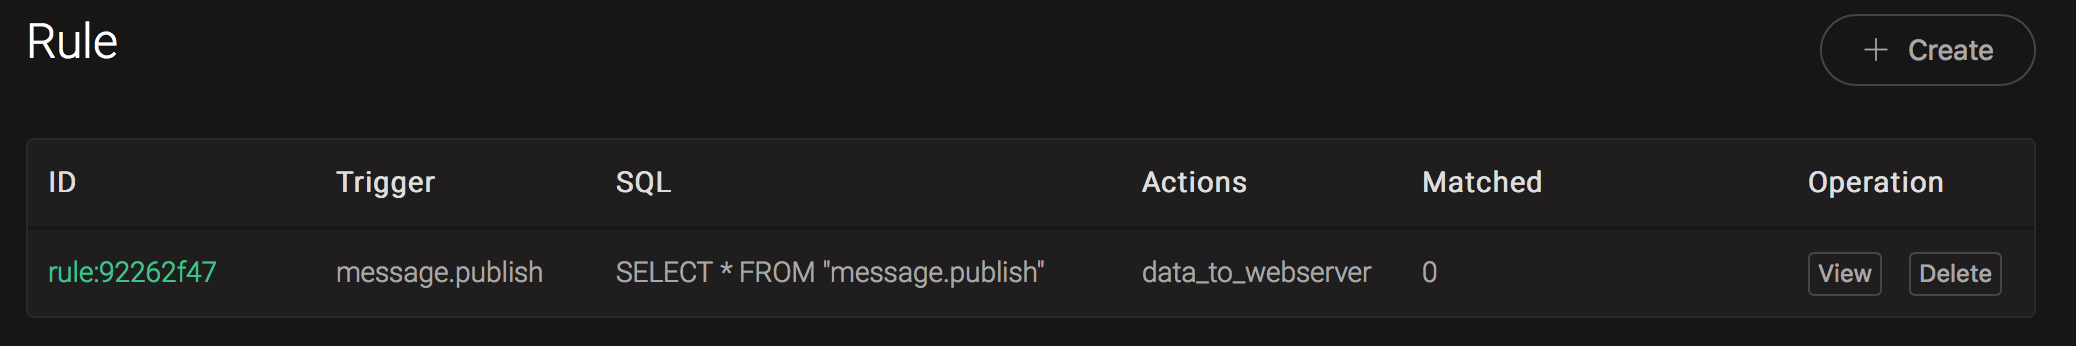 Rule
+ Create
ID Trigger SQL Actions Matched Operation
rule:92262f47 message.publish SELECT * FROM "message.publish" data_to_webserver 0 View Delete